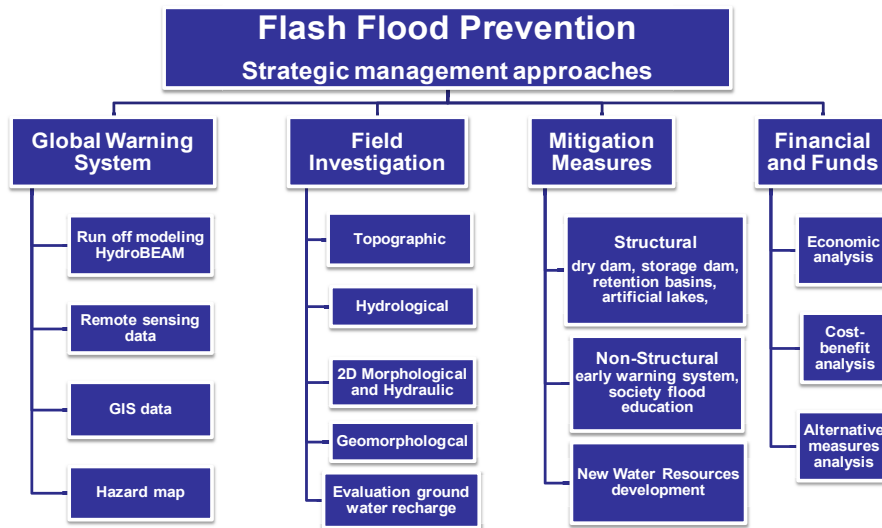 Flash Flood Prevention
Strategic management approaches
Global Warning
System
Run off modeling
HydroBEAM
Remote sensing
data
GIS data
Hazard map
Field
Investigation
Topographic
Hydrological
2D Morphological
and Hydraulic
Geomorphologcal
Evaluation ground
water recharge
Mitigation
Measures
Structural
dry dam, storage dam,
retention basins,
artificial lakes,
Non-Structural
early warning system,
society flood
education
New Water Resources
development
Financial
and Funds
Economic
analysis
Cost-
benefit
analysis
Alternative
measures
analysis